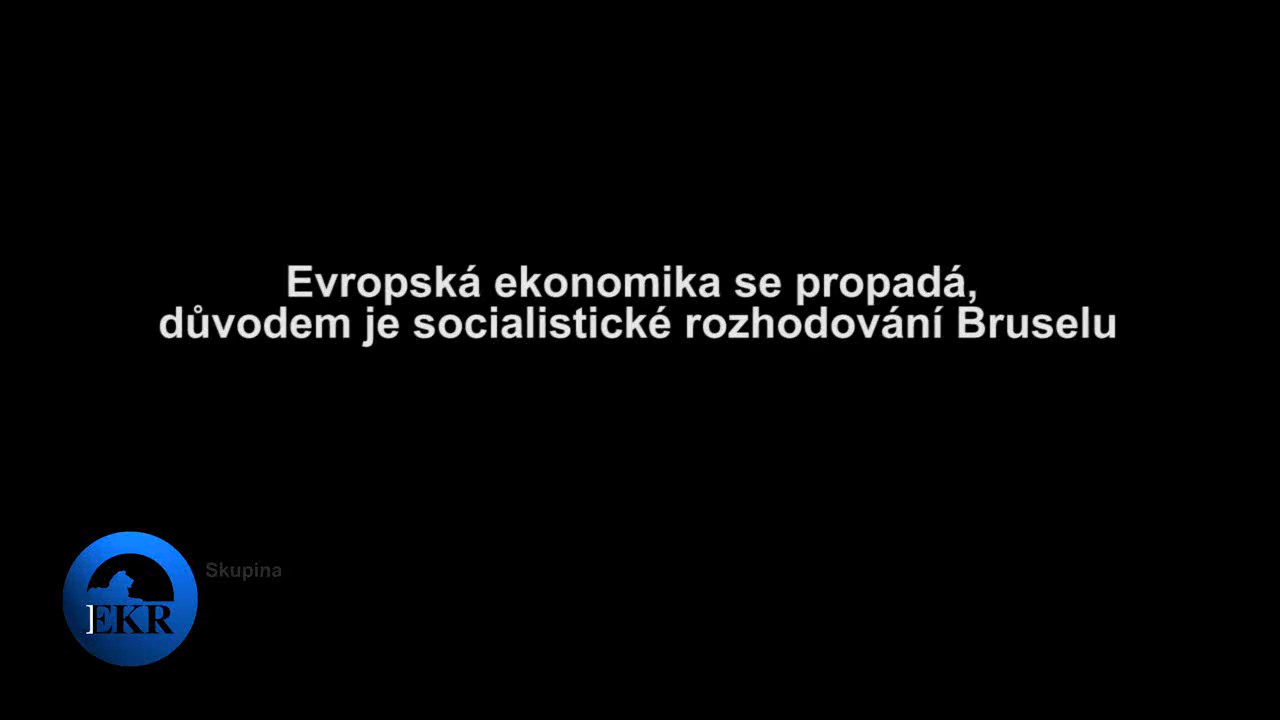 Evropská ekonomika se propadá,
důvodem je socialistické rozhodování Bruselu
Skupina
EKR